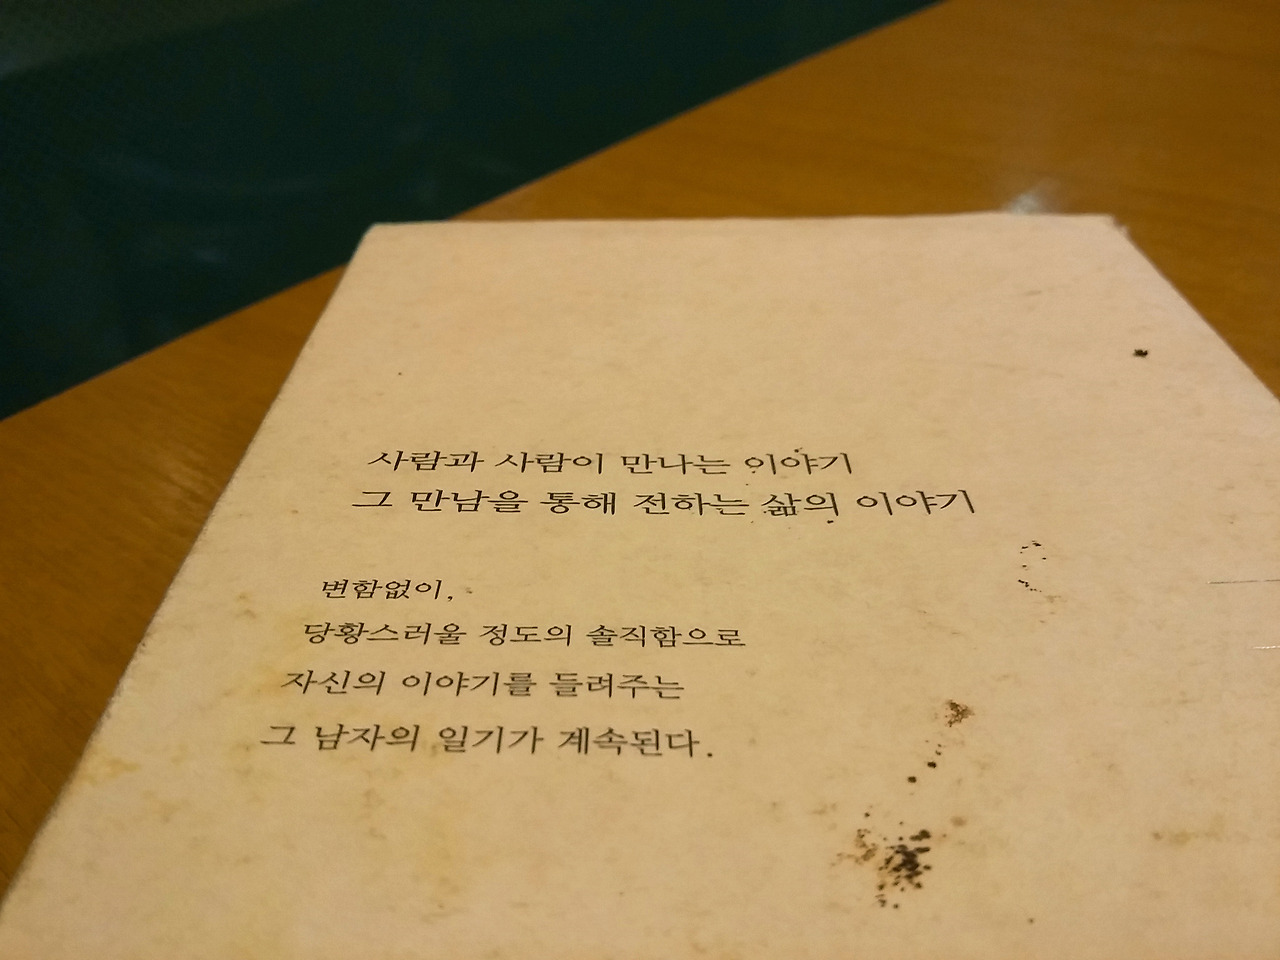 사람과 사람이 만나는 이야기
그 만남을 통해 전하는 삶의 이야기
변함없이,
당황스러울 정도의 솔직함으로
자신의 이야기를 들려주는
그 남자의 일기가 계속된다.